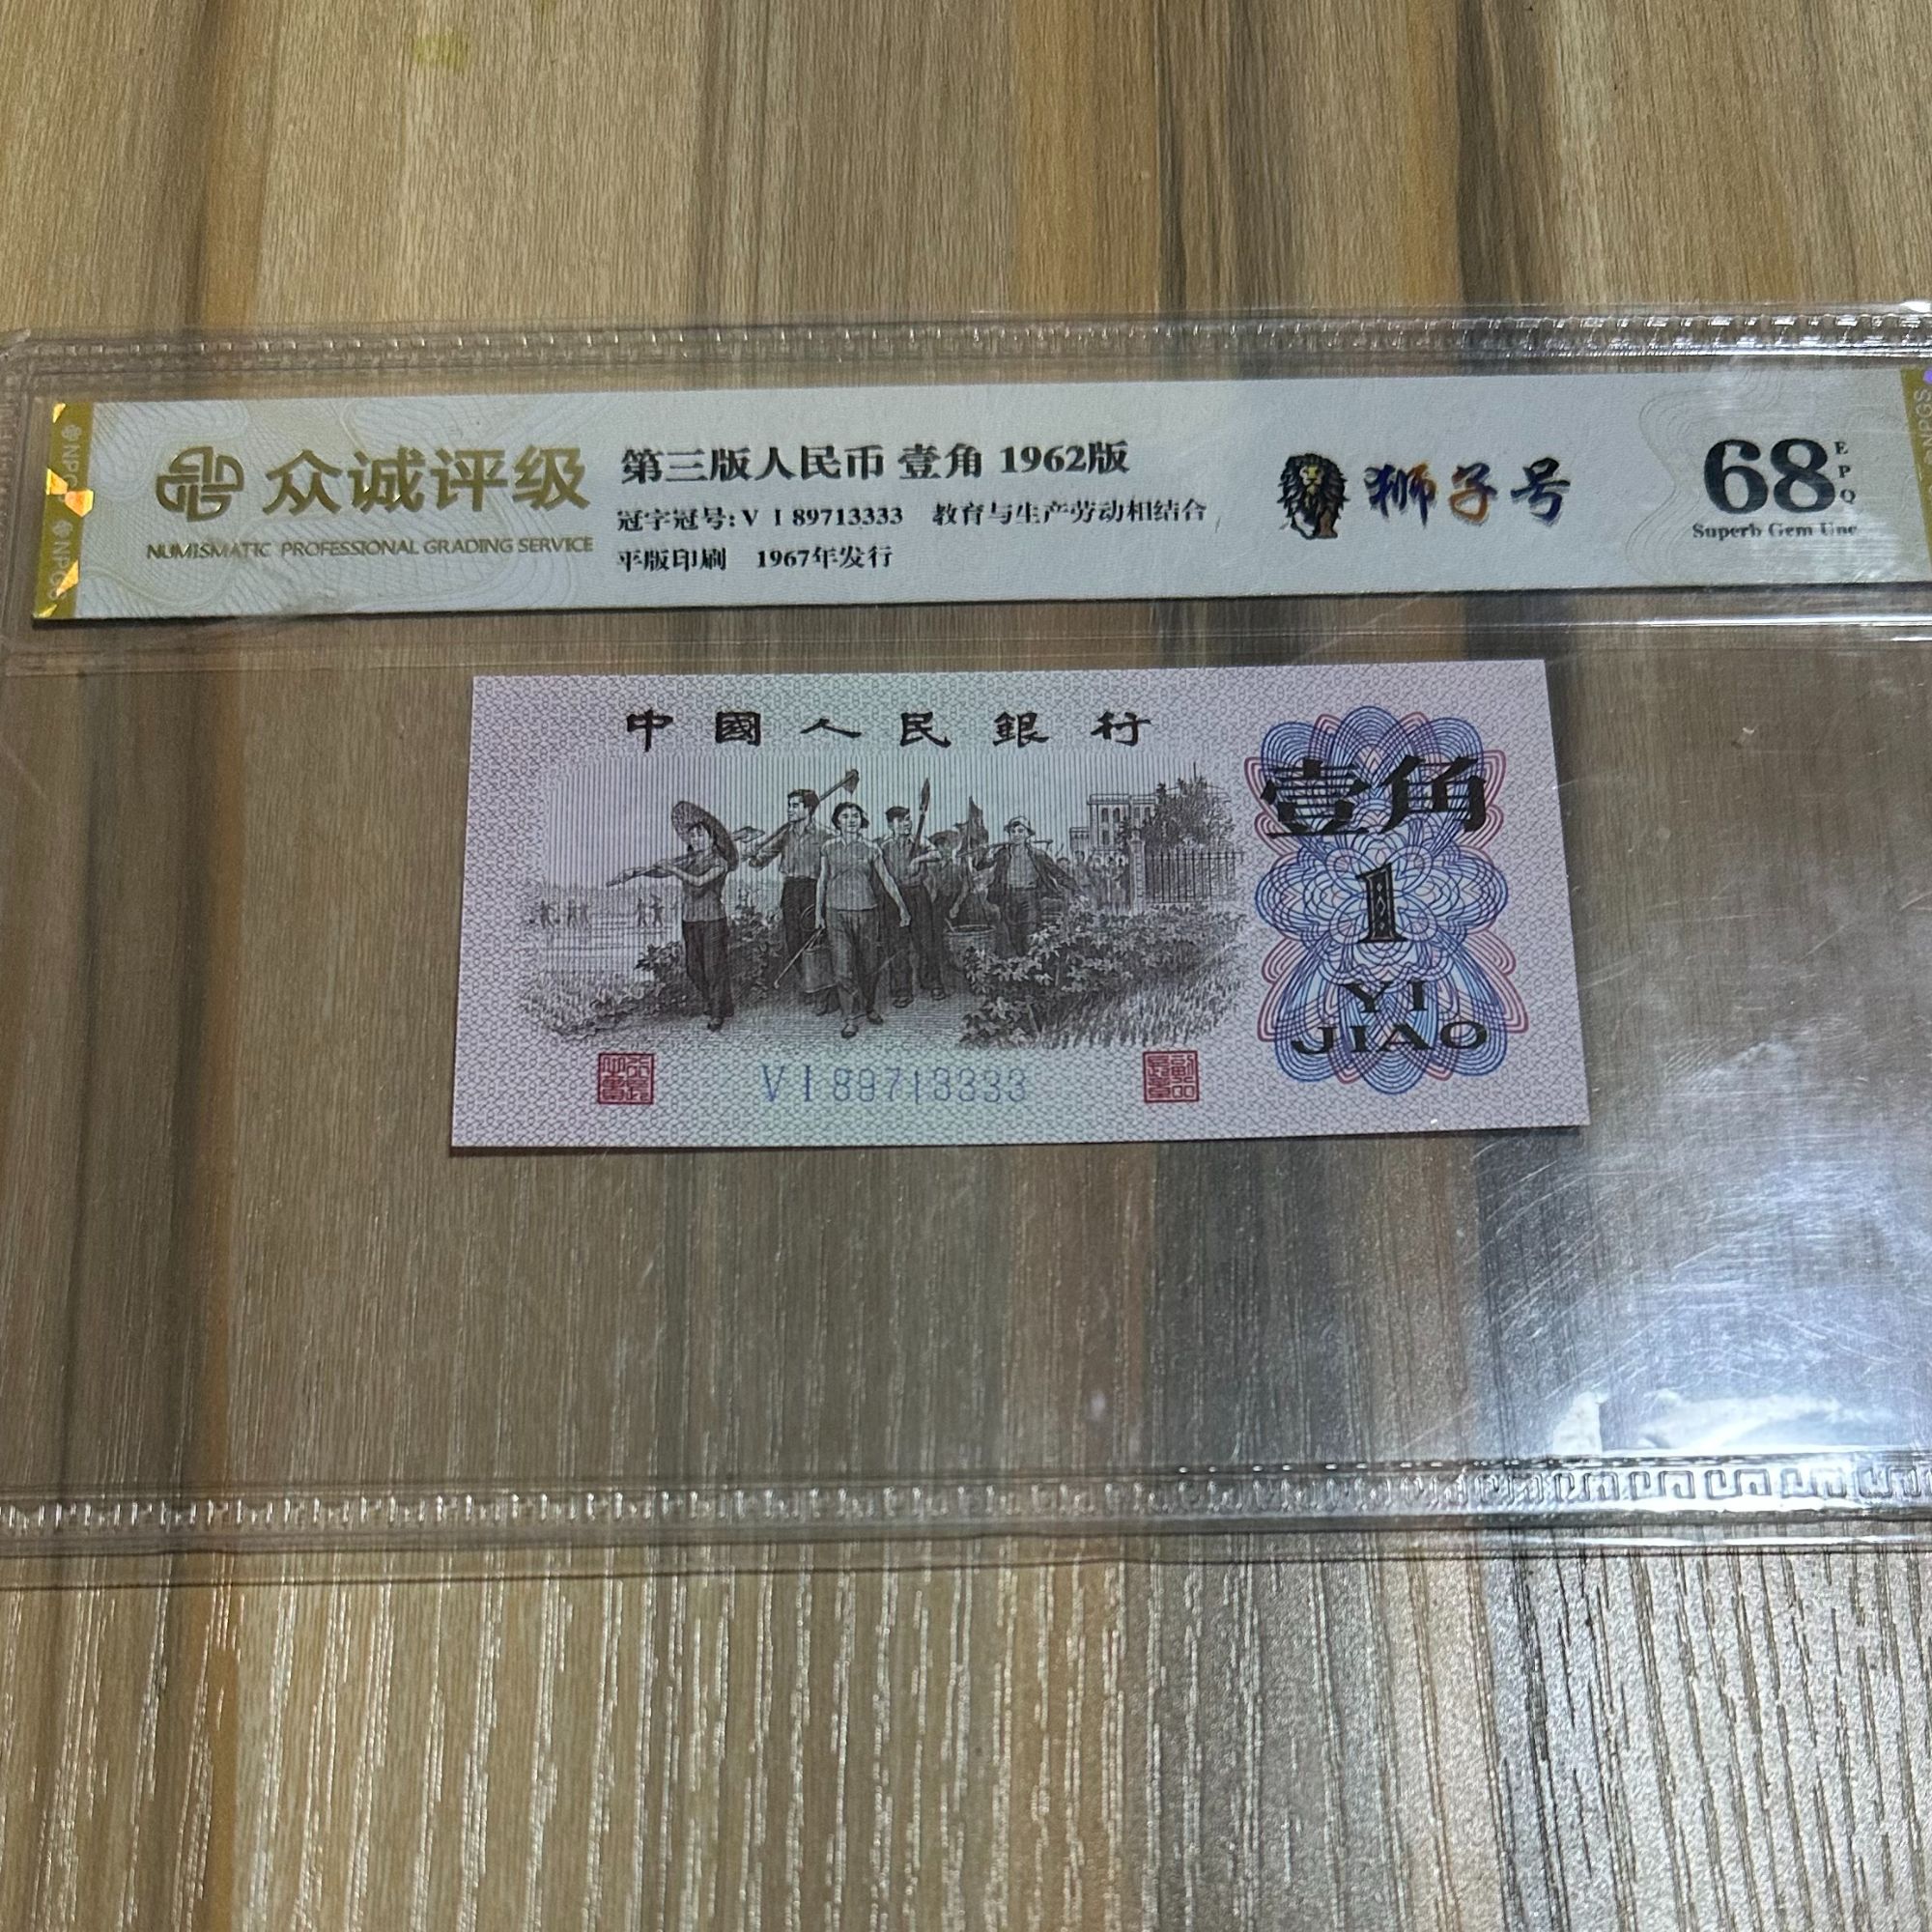 众诚评级
NUMISMATIC PROFESSIONAL GRADING SERVICE
第三版人民币 壹角 1962版
冠字冠号: V I 89713333 教育与生产劳动相结合
平版印刷 1967年发行
狮子号
68
EPQ
Superb Gem Unc
中國人民銀行
壹角
1
YI
JIAO
V I 89713333